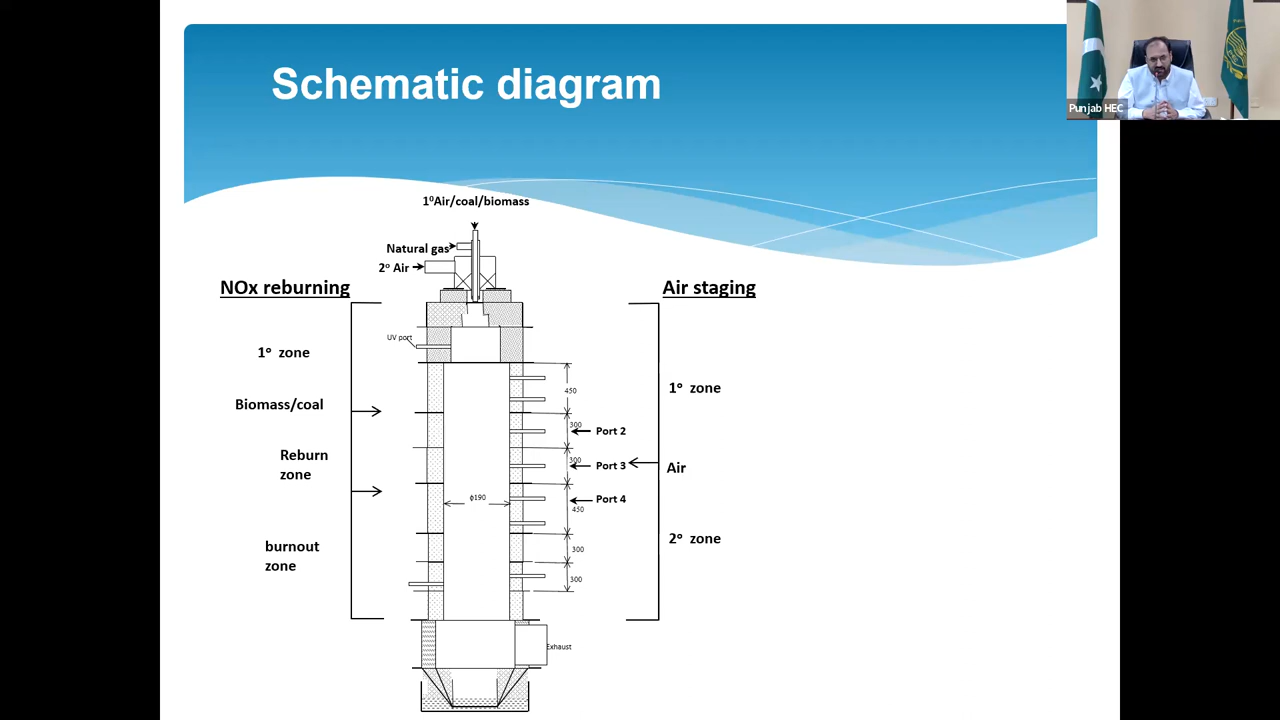 Schematic diagram
Punjab HEC
1⁰Air/coal/biomass
Natural gas
2º Air
NOx reburning
Air staging
UV port
1º zone
1º zone
450
Biomass/coal
300
Port 2
Reburn
zone
300
Port 3
Air
ϕ190
Port 4
450
2º zone
burnout
zone
300
300
Exhaust